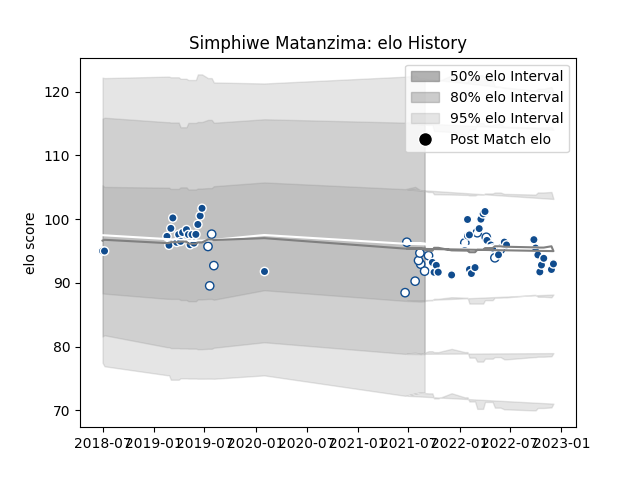 Simphiwe Matanzima: elo History
50% elo Interval
80% elo Interval
95% elo Interval
Post Match elo
elo score
120
110
100
90
80
70
2018-07 2019-01 2019-07 2020-01 2020-07 2021-01 2021-07 2022-01 2022-07 2023-01